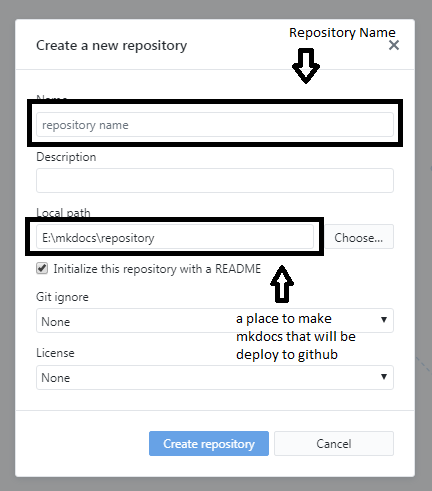 Repository Name
Create a new repository
Name
repository name
Description
Local path
E:\mkdocs\repository
Choose...
Initialize this repository with a README
Git ignore
a place to make
None
mkdocs that will be
deploy to github
License
None
Create repository
Cancel